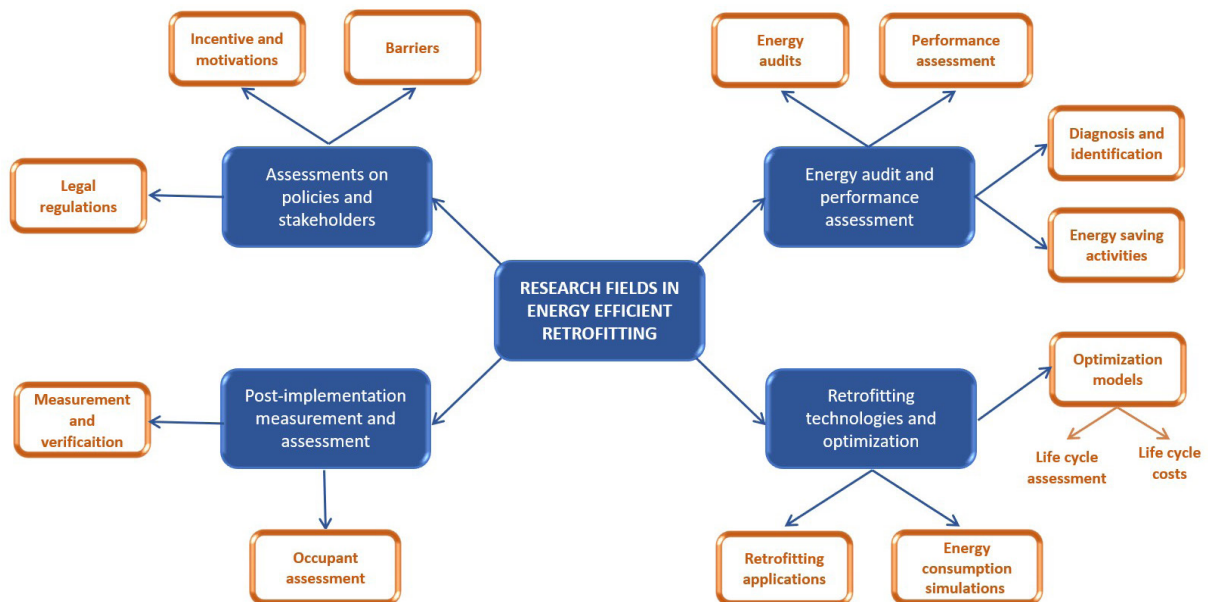 Incentive and
motivations
Barriers
Energy
audits
Performance
assessment
Legal
regulations
Assessments on
policies and
stakeholders
Energy audit and
performance
assessment
Diagnosis and
identification
Energy saving
activities
RESEARCH FIELDS IN
ENERGY EFFICIENT
RETROFITTING
Measurement
and
verificaition
Post-implementation
measurement and
assessment
Retrofitting
technologies and
optimization
Optimization
models
Life cycle
assessment
Life cycle
costs
Occupant
assessment
Retrofitting
applications
Energy
consumption
simulations